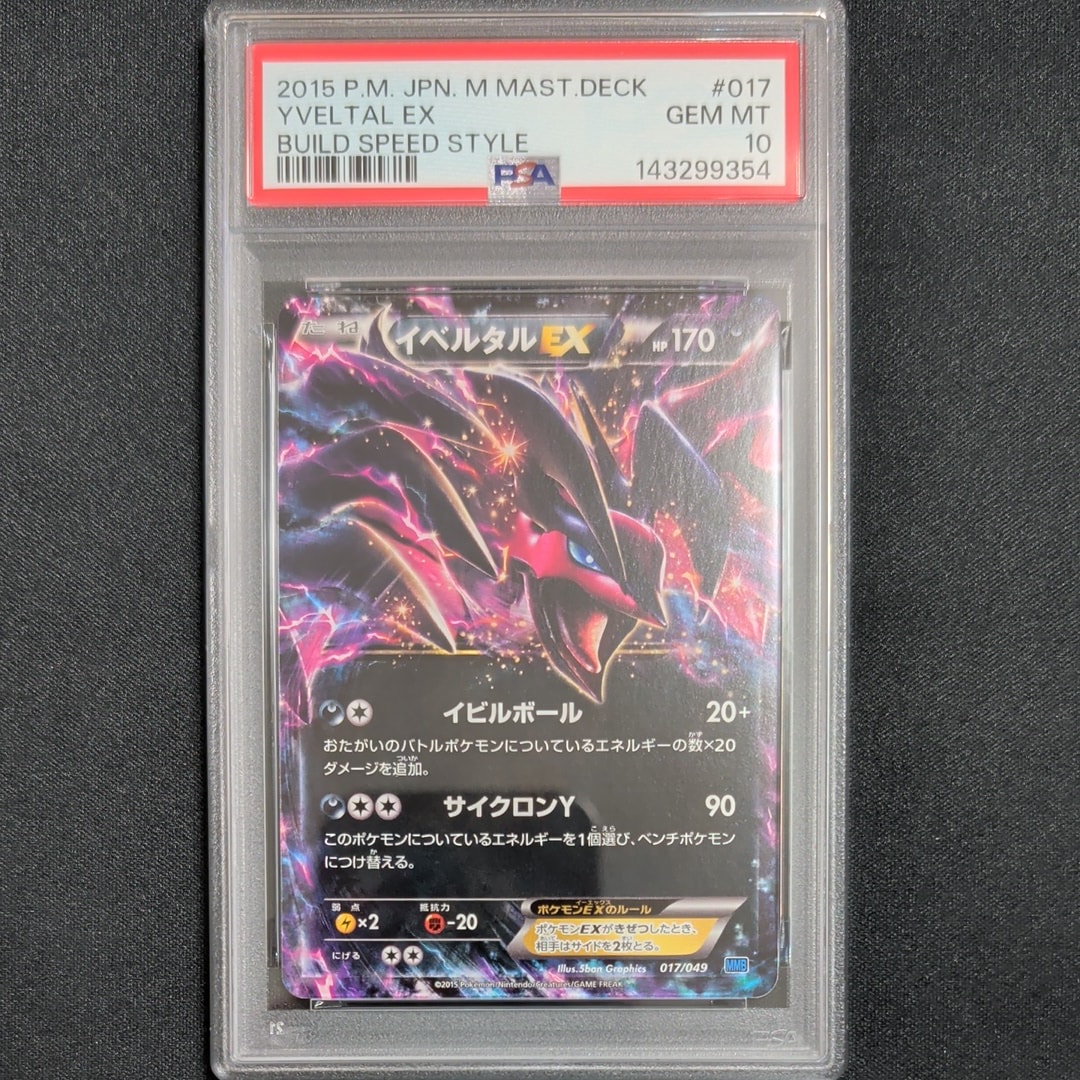 2015 P.M. JPN. M MAST.DECK #017
YVELTAL EX GEM MT
BUILD SPEED STYLE 10
PSA 143299354
たね イベルタルEX HP 170
イビルボール 20+
おたがいのバトルポケモンについているエネルギーの数×20
ダメージを追加。
サイクロンY 90
このポケモンについているエネルギーを1個選び、ベンチポケモン
につけ替える。
弱点 抵抗力
×2 -20
にげる
ポケモンEXのルール
ポケモンEXがきぜつしたとき、
相手はサイドを2枚とる。
Illus.5ban Graphics 017/049 MMB
©2015 Pokémon/Nintendo/Creatures/GAME FREAK